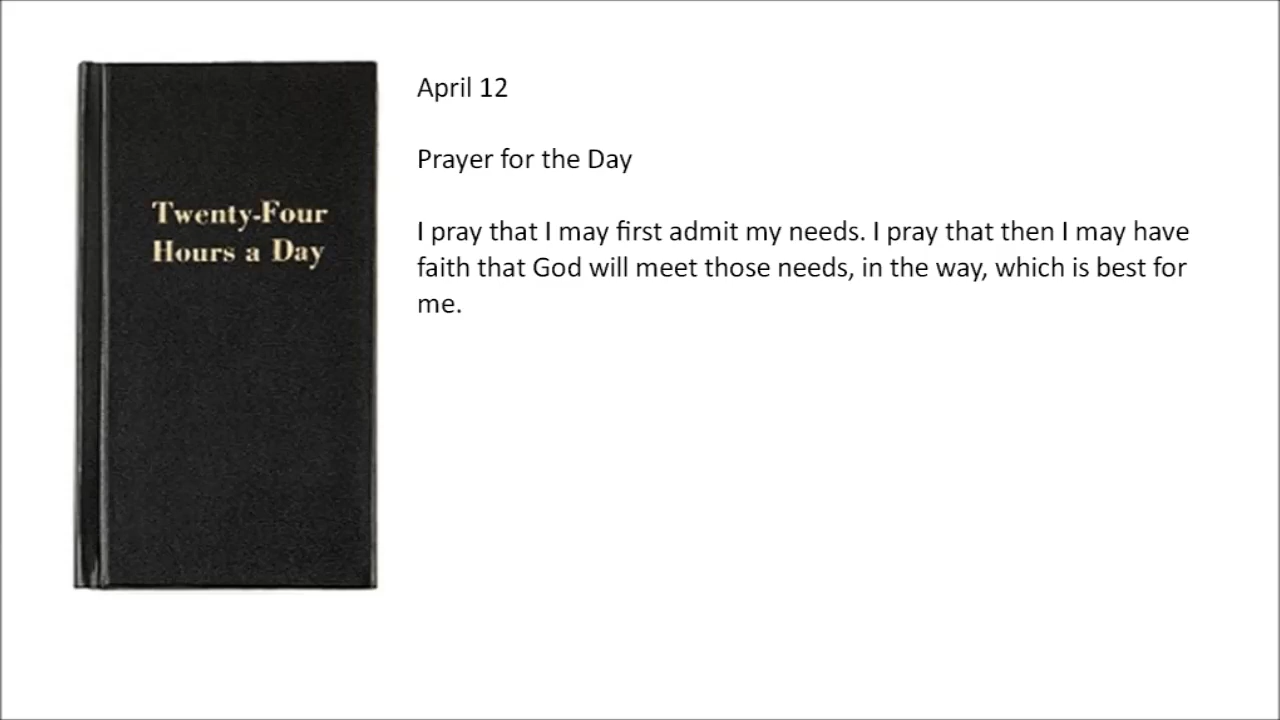 Twenty-Four
Hours a Day
April 12
Prayer for the Day
I pray that I may first admit my needs. I pray that then I may have
faith that God will meet those needs, in the way, which is best for
me.